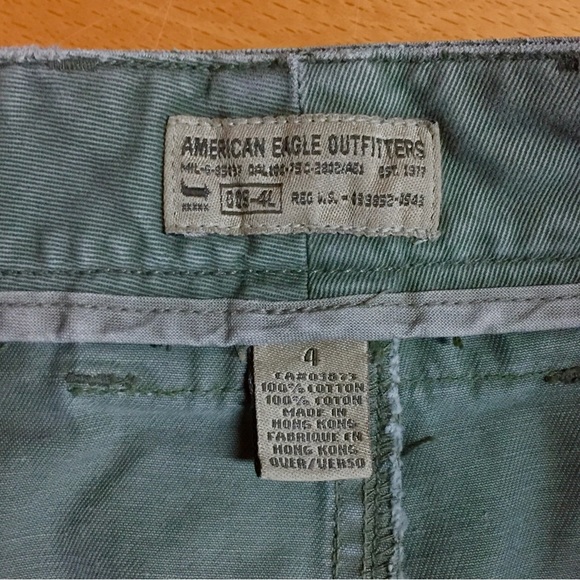 AMERICAN EAGLE OUTFITTERS
EST. 1977
REG U.S.
4
CA#03873
100% COTTON
100% COTON
MADE IN
HONG KONG
FABRIQUE EN
HONG KONG
OVER/VERSO